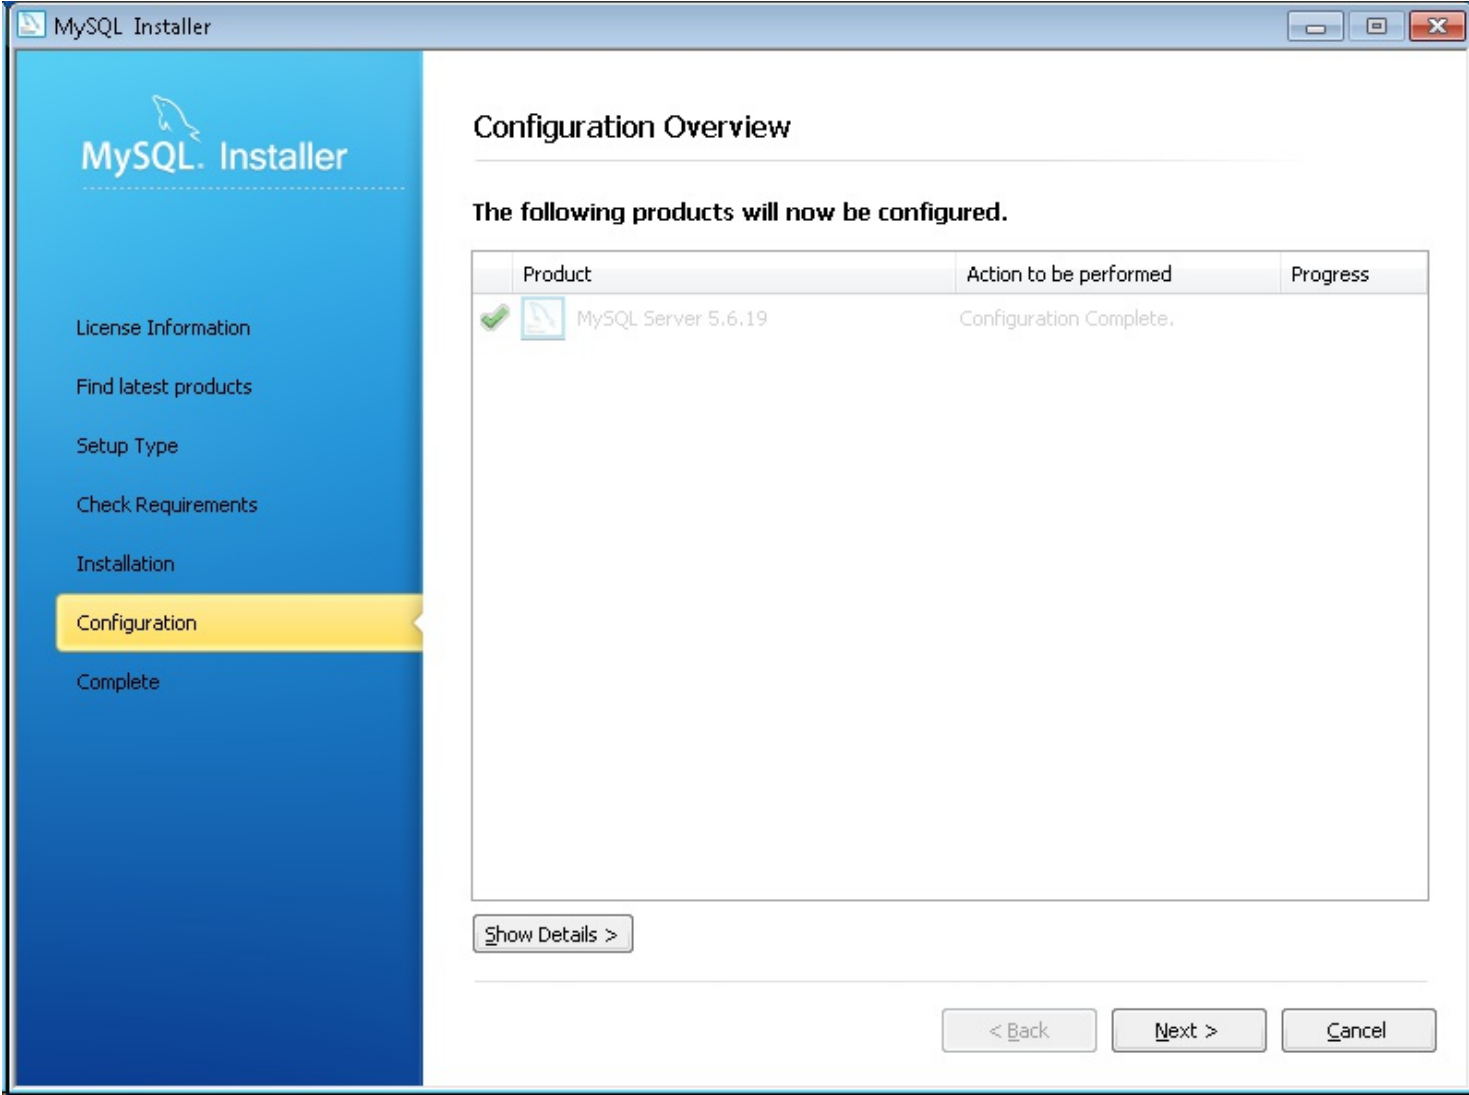 MySQL Installer
MySQL. Installer
License Information
Find latest products
Setup Type
Check Requirements
Installation
Configuration
Complete
Configuration Overview
The following products will now be configured.
Product Action to be performed Progress
MySQL Server 5.6.19 Configuration Complete.
Show Details >
< Back Next > Cancel